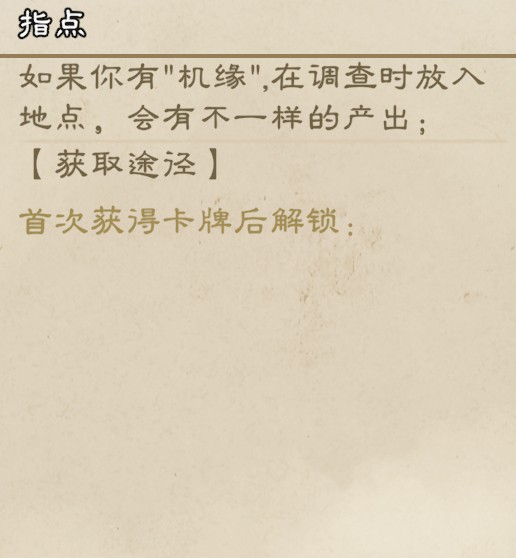 指点
如果你有"机缘",在调查时放入
地点，会有不一样的产出；
【获取途径】
首次获得卡牌后解锁：